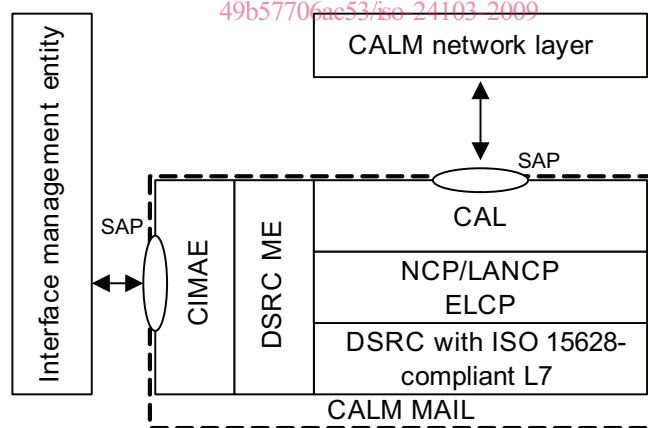 49b57706ac53/iso-24103-2009
CALM network layer
Interface management entity
SAP
SAP
CIMAE
DSRC ME
CAL
NCP/LANCP
ELCP
DSRC with ISO 15628-
compliant L7
CALM MAIL